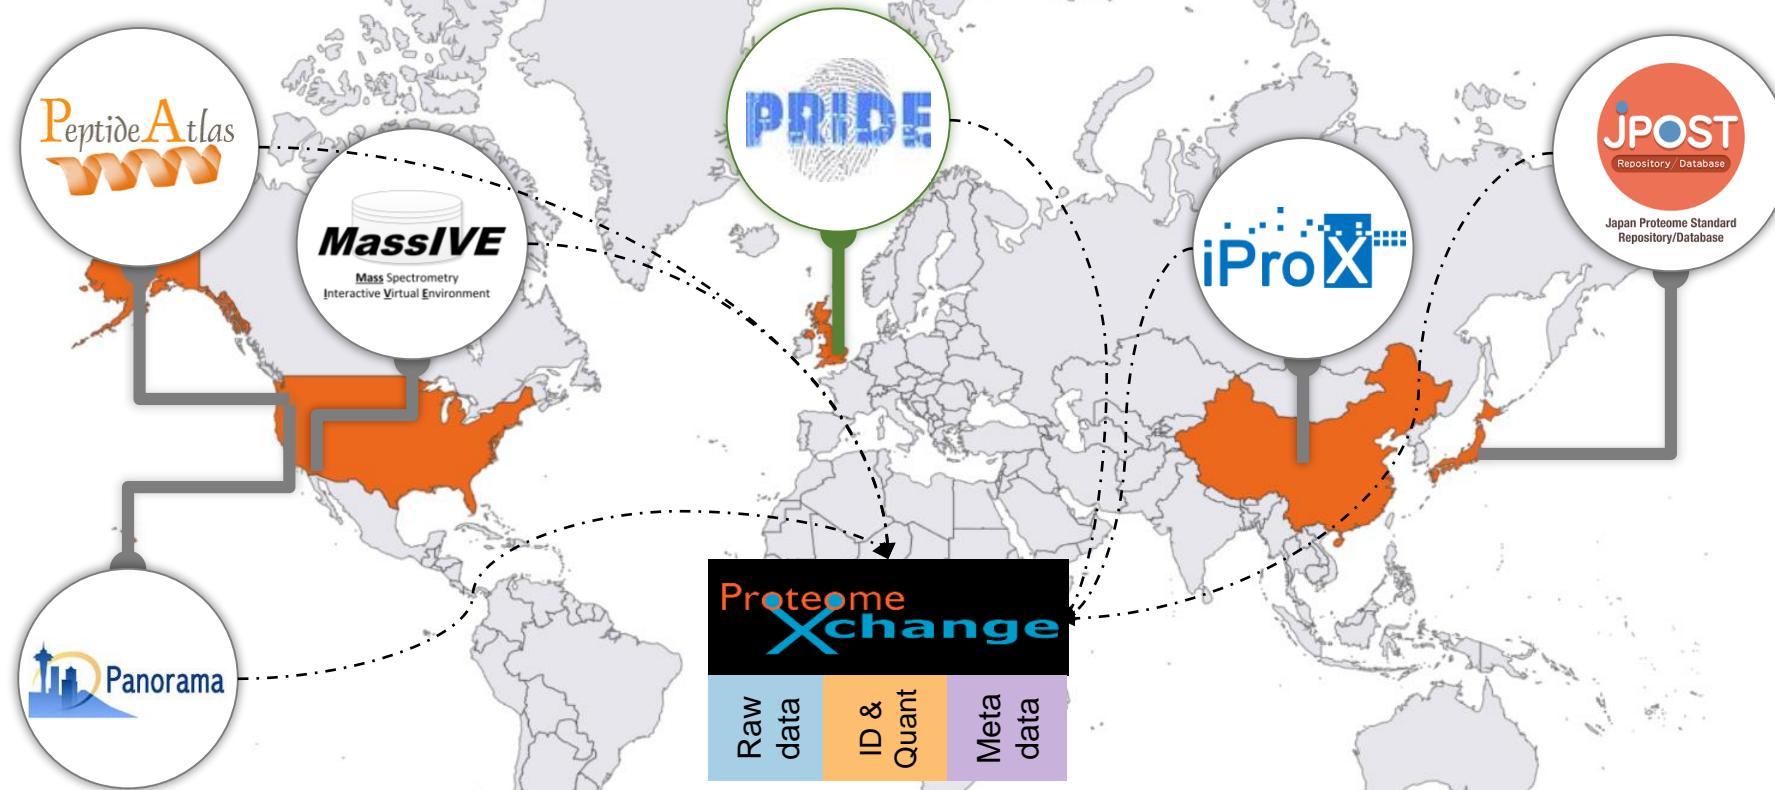 PeptideAtlas
MassIVE
Mass Spectrometry
Interactive Virtual Environment
PRIDE
iProX
jPOST
Repository/Database
Japan Proteome Standard
Repository/Database
Panorama
Proteome
Xchange
Raw
data
ID &
Quant
Meta
data